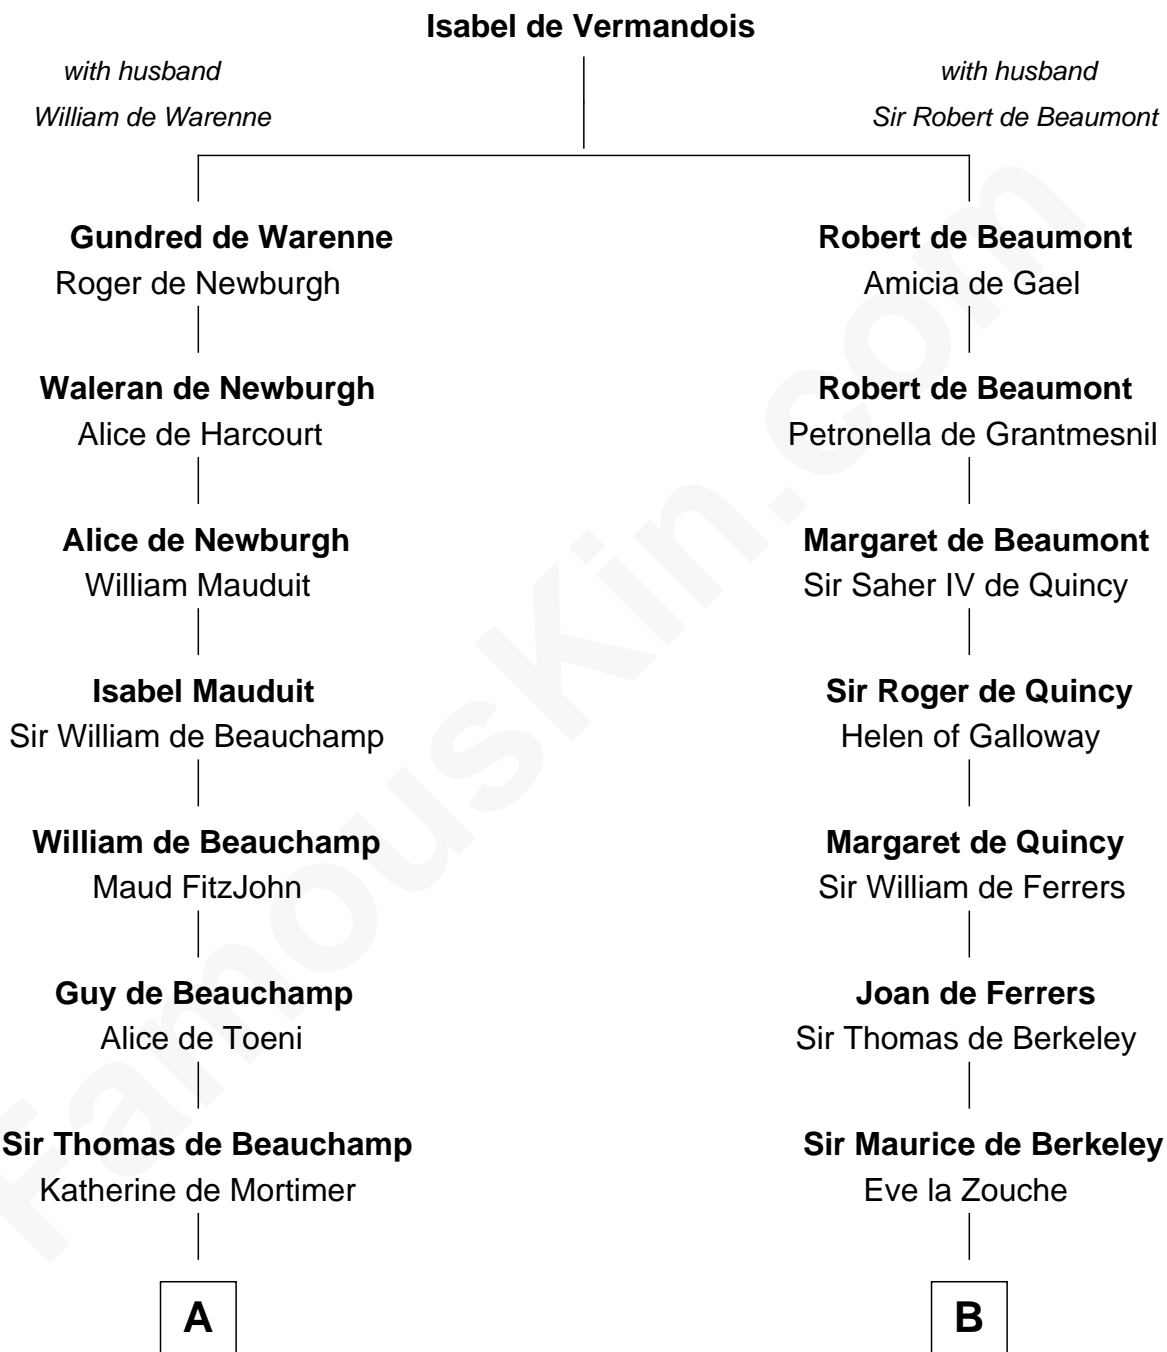 Isabel de Vermandois
with husband
William de Warenne
with husband
Sir Robert de Beaumont
Gundred de Warenne
Roger de Newburgh
Robert de Beaumont
Amicia de Gael
Waleran de Newburgh
Alice de Harcourt
Robert de Beaumont
Petronella de Grantmesnil
Alice de Newburgh
William Mauduit
Margaret de Beaumont
Sir Saher IV de Quincy
Isabel Mauduit
Sir William de Beauchamp
Sir Roger de Quincy
Helen of Galloway
William de Beauchamp
Maud FitzJohn
Margaret de Quincy
Sir William de Ferrers
Guy de Beauchamp
Alice de Toeni
Joan de Ferrers
Sir Thomas de Berkeley
Sir Thomas de Beauchamp
Katherine de Mortimer
Sir Maurice de Berkeley
Eve la Zouche
A
B
FamousKin.com